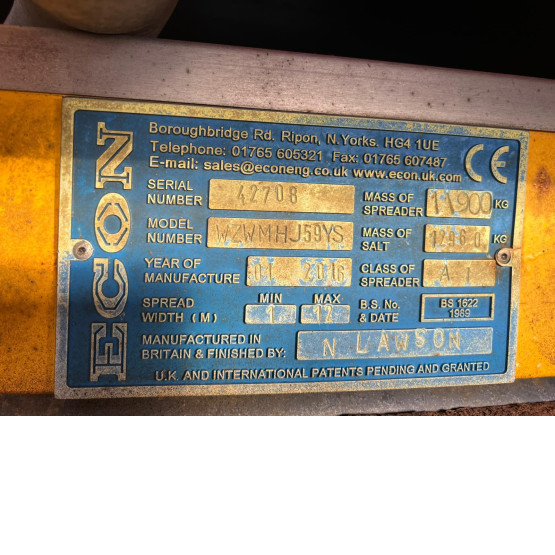 ECON
Boroughbridge Rd. Ripon, N.Yorks. HG4 1UE
Telephone: 01765 605321 Fax: 01765 607487
E-mail: sales@econeng.co.uk www.econ.uk.com
CE
SERIAL NUMBER 42708 MASS OF SPREADER 11900 KG
MODEL NUMBER WZWMHJ59YS MASS OF SALT 12960 KG
YEAR OF MANUFACTURE 01 2016 CLASS OF SPREADER A1
SPREAD WIDTH (M) MIN 1 MAX 12 B.S. No. & DATE BS 1622 1989
MANUFACTURED IN BRITAIN & FINISHED BY: N LAWSON
U.K. AND INTERNATIONAL PATENTS PENDING AND GRANTED